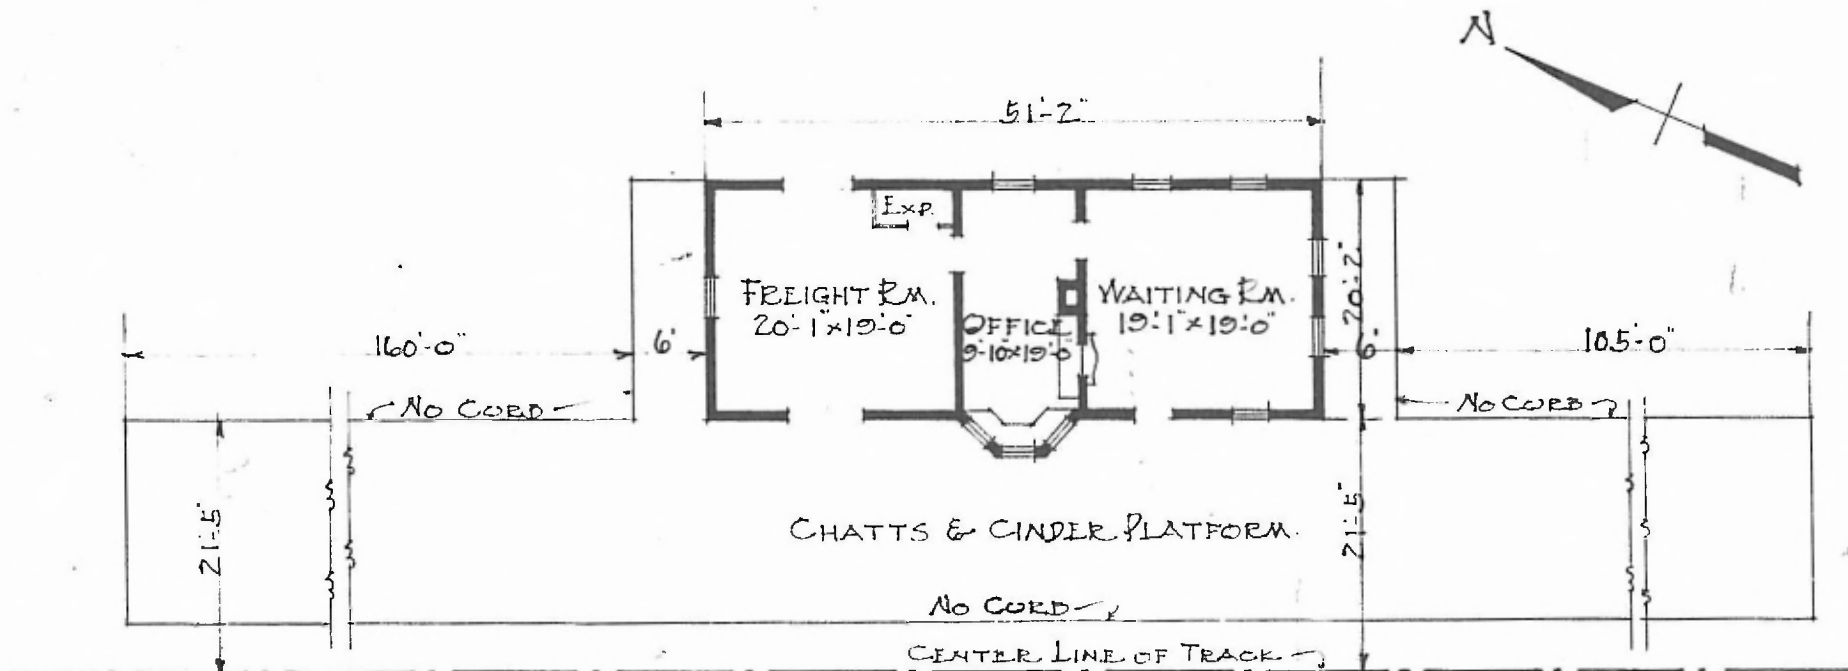 N
51'-2"
Exp.
FREIGHT RM.
20'-1"x19'-0"
OFFICE
9'-10"x19'-0"
WAITING RM.
19'-1"x19'-0"
20'-2"
160'-0"
6'
6'
105'-0"
NO CURB
NO CURB
21'-5"
CHATTS & CINDER PLATFORM.
21'-5"
NO CURB
CENTER LINE OF TRACK